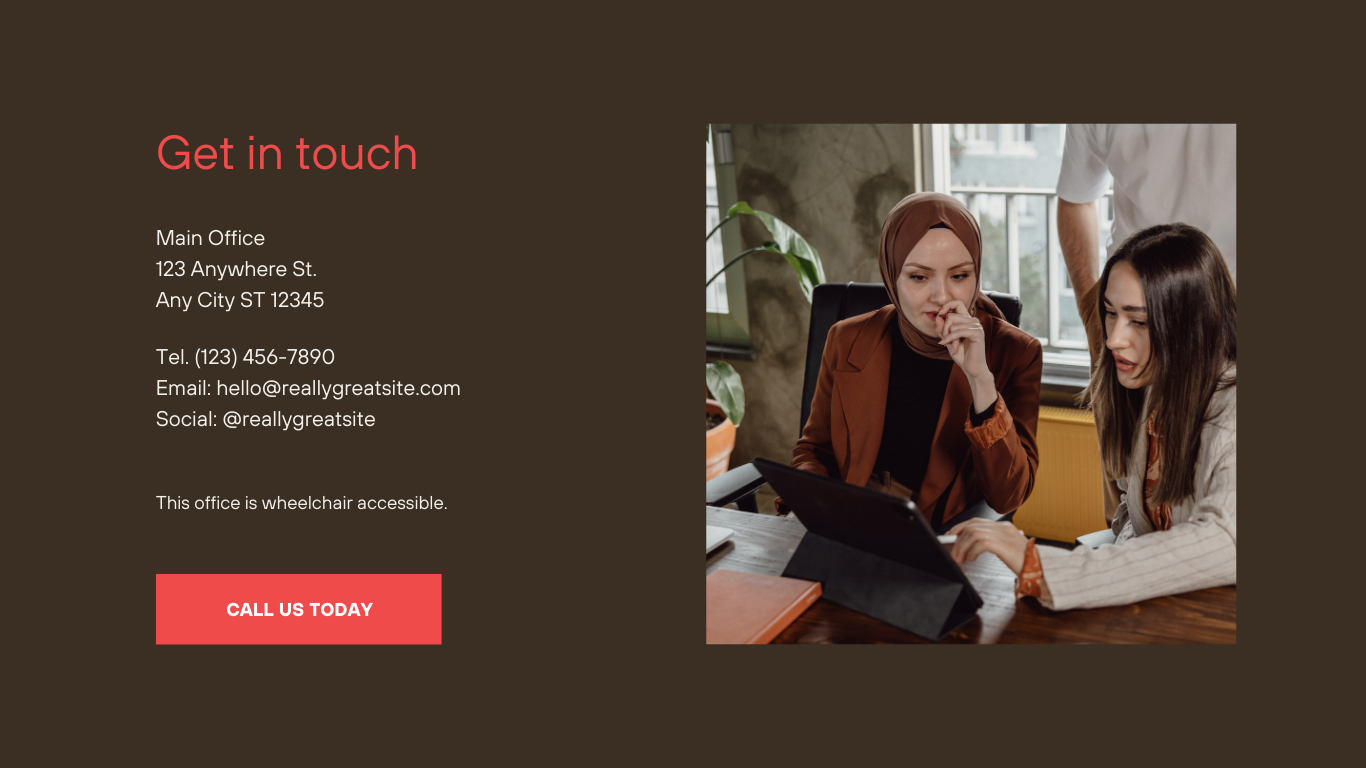 Get in touch
Main Office
123 Anywhere St.
Any City ST 12345
Tel. (123) 456-7890
Email: hello@reallygreatsite.com
Social: @reallygreatsite
This office is wheelchair accessible.
CALL US TODAY